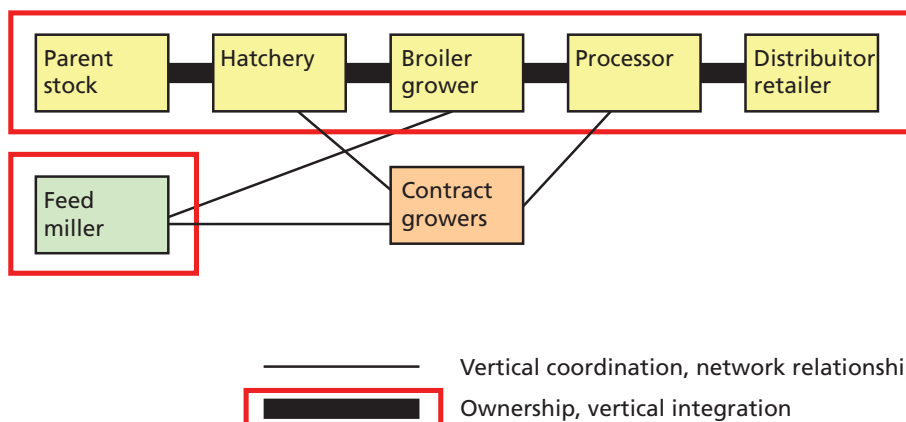 Parent
stock
Hatchery
Broiler
grower
Processor
Distribuitor
retailer
Feed
miller
Contract
growers
Vertical coordination, network relationshi
Ownership, vertical integration